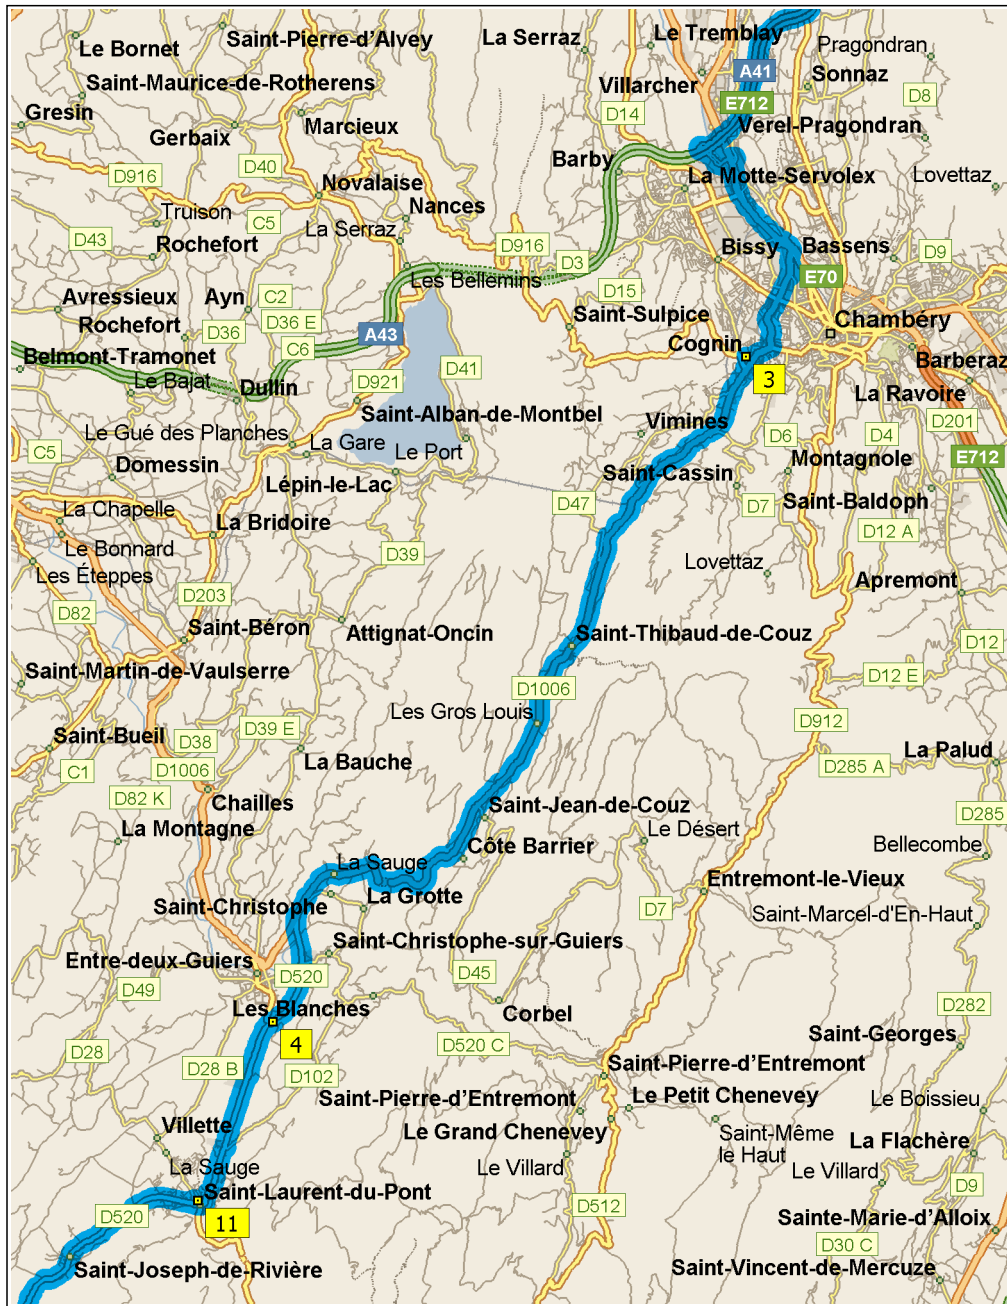 Le Bornet
Saint-Pierre-d'Alvey
La Serraz
Le Tremblay
Pragondran
A41
Villarcher
Sonnaz
Saint-Maurice-de-Rotherens
D8
E712
Gresin
Marcieux
D14
Verel-Pragondran
Gerbaix
Barby
D40
D916
Novalaise
La Motte-Servolex
Lovettaz
Truison
C5
Nances
La Serraz
D43
Rochefort
D916
Bissy
Bassens
D9
D3
E70
Les Bellemins
D15
Avressieux
Ayn
C2
Saint-Sulpice
Chambéry
Rochefort
D36
D36 E
A43
Cognin
Belmont-Tramonet
C6
Barberaz
D41
3
Le Bajat
Dullin
D921
La Ravoire
Saint-Alban-de-Montbel
Vimines
D201
Le Gué des Planches
La Gare
D6
D4
C5
Le Port
E712
Domessin
Saint-Cassin
Montagnole
Lépin-le-Lac
D47
D7
Saint-Baldoph
La Chapelle
La Bridoire
D12 A
Le Bonnard
D39
Les Éteppes
Lovettaz
Apremont
D203
D82
Saint-Béron
Attignat-Oncin
Saint-Thibaud-de-Couz
D12
Saint-Martin-de-Vaulserre
D12 E
D1006
Les Gros Louis
D912
Saint-Bueil
D39 E
D38
La Palud
C1
D1006
La Bauche
D285 A
D82 K
Chailles
Saint-Jean-de-Couz
D285
La Montagne
Le Désert
Côte Barrier
Bellecombe
La Sauge
Entremont-le-Vieux
La Grotte
Saint-Christophe
D7
Saint-Marcel-d'En-Haut
Saint-Christophe-sur-Guiers
Entre-deux-Guiers
D520
D45
D49
Les Blanches
Corbel
D282
4
D520 C
Saint-Georges
D28
D28 B
Saint-Pierre-d'Entremont
D102
Saint-Pierre-d'Entremont
Le Petit Chenevey
Le Boissieu
Villette
Le Grand Chenevey
Saint-Même
le Haut
La Flachère
La Sauge
Le Villard
Le Villard
D9
Saint-Laurent-du-Pont
D520
11
D512
Sainte-Marie-d'Alloix
D30 C
Saint-Joseph-de-Rivière
Saint-Vincent-de-Mercuze